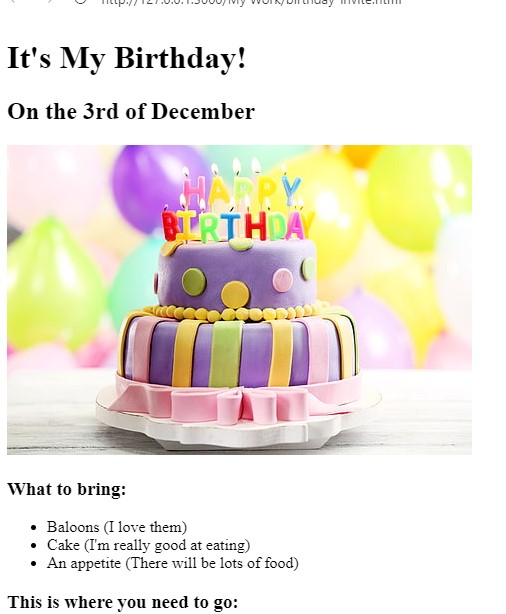 http://127.0.0.1:3000/My Work/birthday-invite.html
It's My Birthday!
On the 3rd of December
HAPPY
BIRTHDAY
What to bring:
Baloons (I love them)
Cake (I'm really good at eating)
An appetite (There will be lots of food)
This is where you need to go: